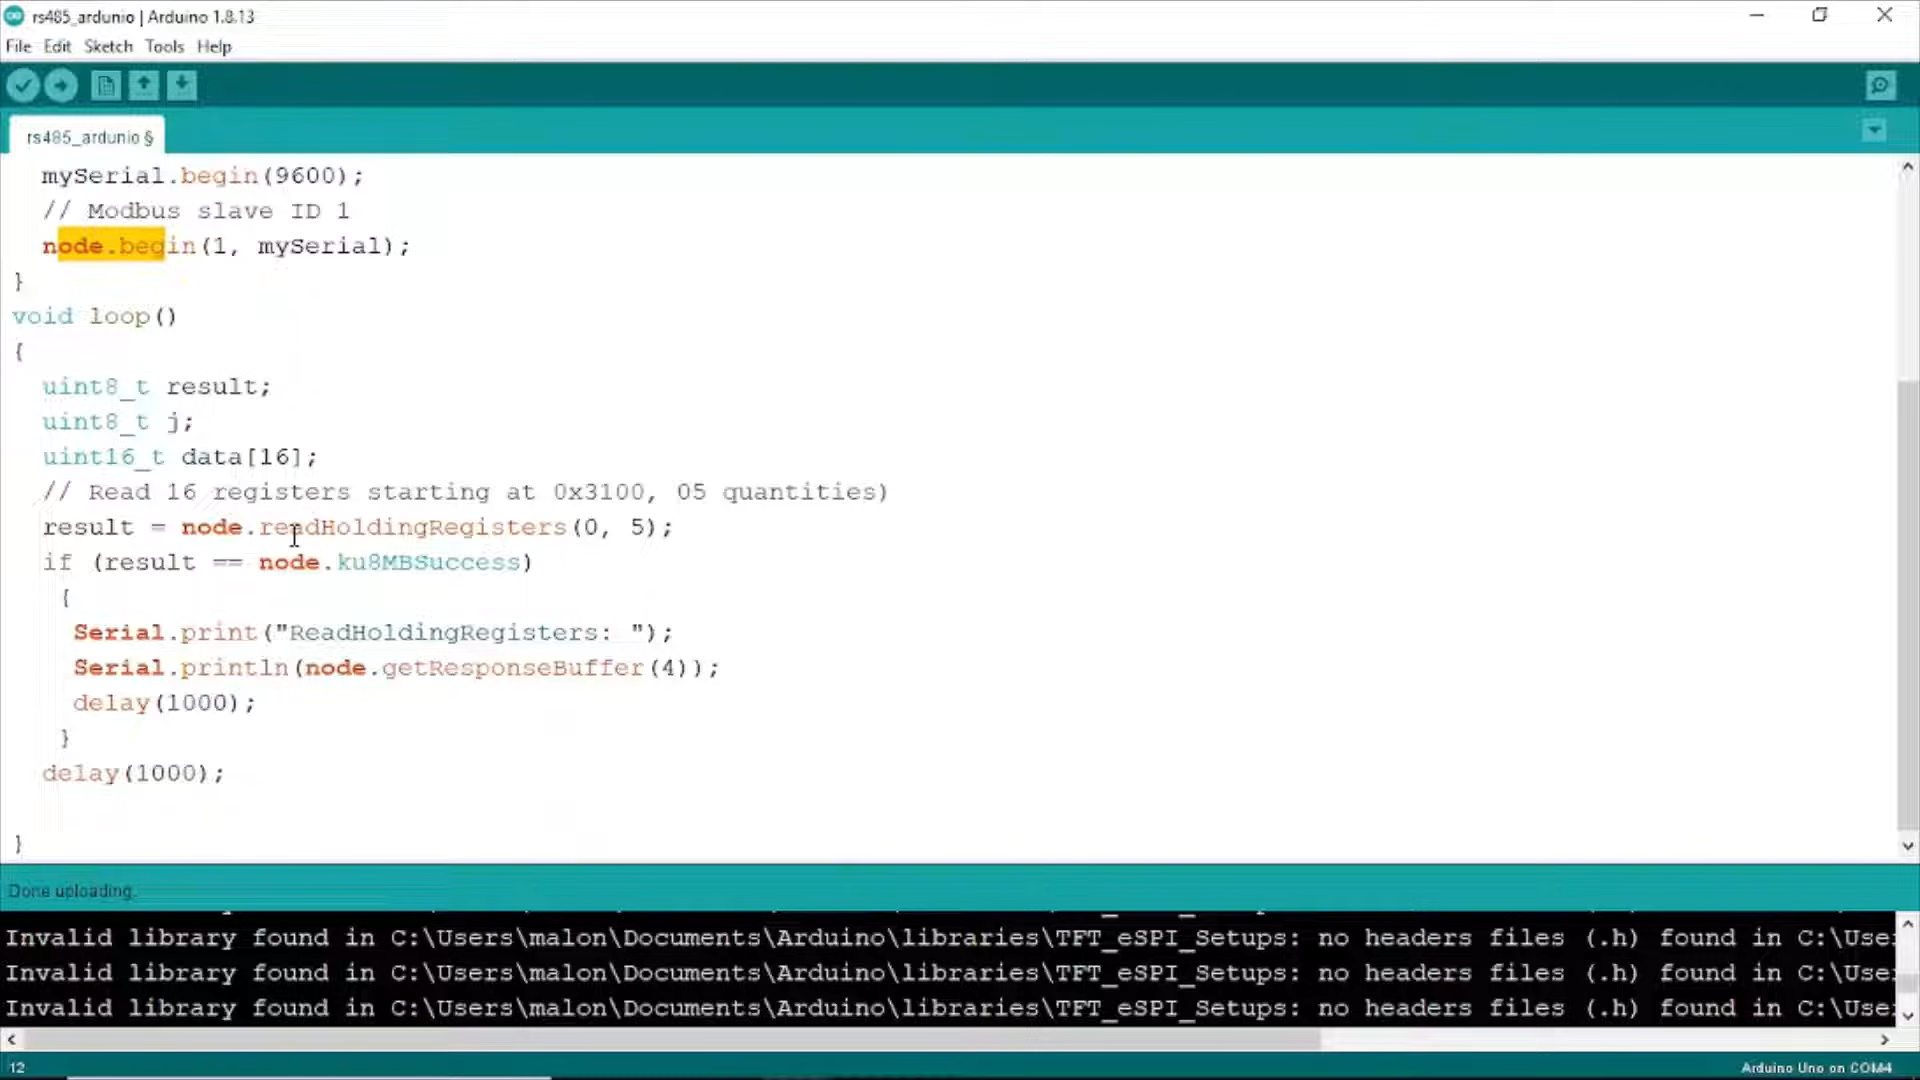 rs485_ardunio | Arduino 1.8.13
File Edit Sketch Tools Help
rs485_ardunio §
mySerial.begin(9600);
// Modbus slave ID 1
node.begin(1, mySerial);
}
void loop()
{
uint8_t result;
uint8_t j;
uint16_t data[16];
// Read 16 registers starting at 0x3100, 05 quantities)
result = node.readHoldingRegisters(0, 5);
if (result == node.ku8MBSuccess)
{
Serial.print("ReadHoldingRegisters: ");
Serial.println(node.getResponseBuffer(4));
delay(1000);
}
delay(1000);
}
Done uploading.
Invalid library found in C:\Users\malon\Documents\Arduino\libraries\TFT_eSPI_Setups: no headers files (.h) found in C:\Use
Invalid library found in C:\Users\malon\Documents\Arduino\libraries\TFT_eSPI_Setups: no headers files (.h) found in C:\Use
Invalid library found in C:\Users\malon\Documents\Arduino\libraries\TFT_eSPI_Setups: no headers files (.h) found in C:\Use
12
Arduino Uno on COM4